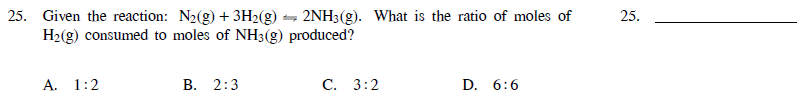 25. Given the reaction: N₂(g) + 3H₂(g) ⇋ 2NH₃(g). What is the ratio of moles of 25. ____________
H₂(g) consumed to moles of NH₃(g) produced?
A. 1:2 B. 2:3 C. 3:2 D. 6:6